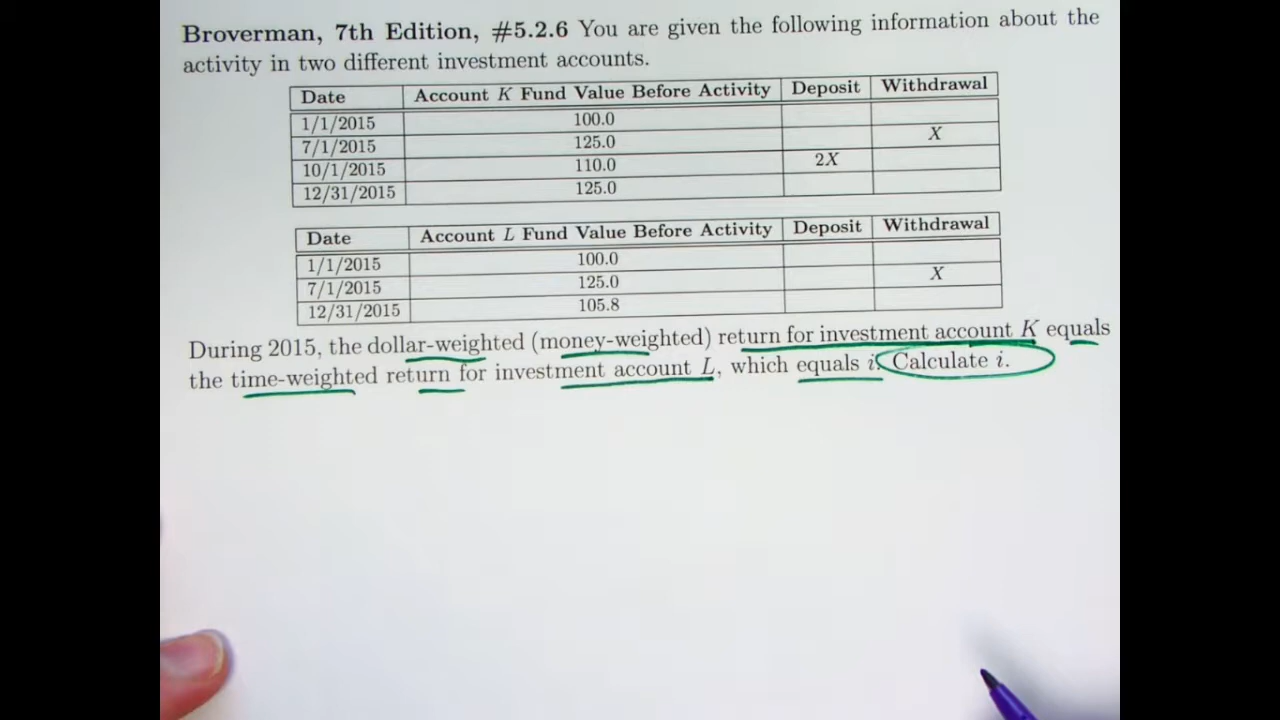 Broverman, 7th Edition, #5.2.6 You are given the following information about the
activity in two different investment accounts.
Date Account K Fund Value Before Activity Deposit Withdrawal
1/1/2015 100.0
7/1/2015 125.0 X
10/1/2015 110.0 2X
12/31/2015 125.0
Date Account L Fund Value Before Activity Deposit Withdrawal
1/1/2015 100.0
7/1/2015 125.0 X
12/31/2015 105.8
During 2015, the dollar-weighted (money-weighted) return for investment account K equals
the time-weighted return for investment account L, which equals i. Calculate i.